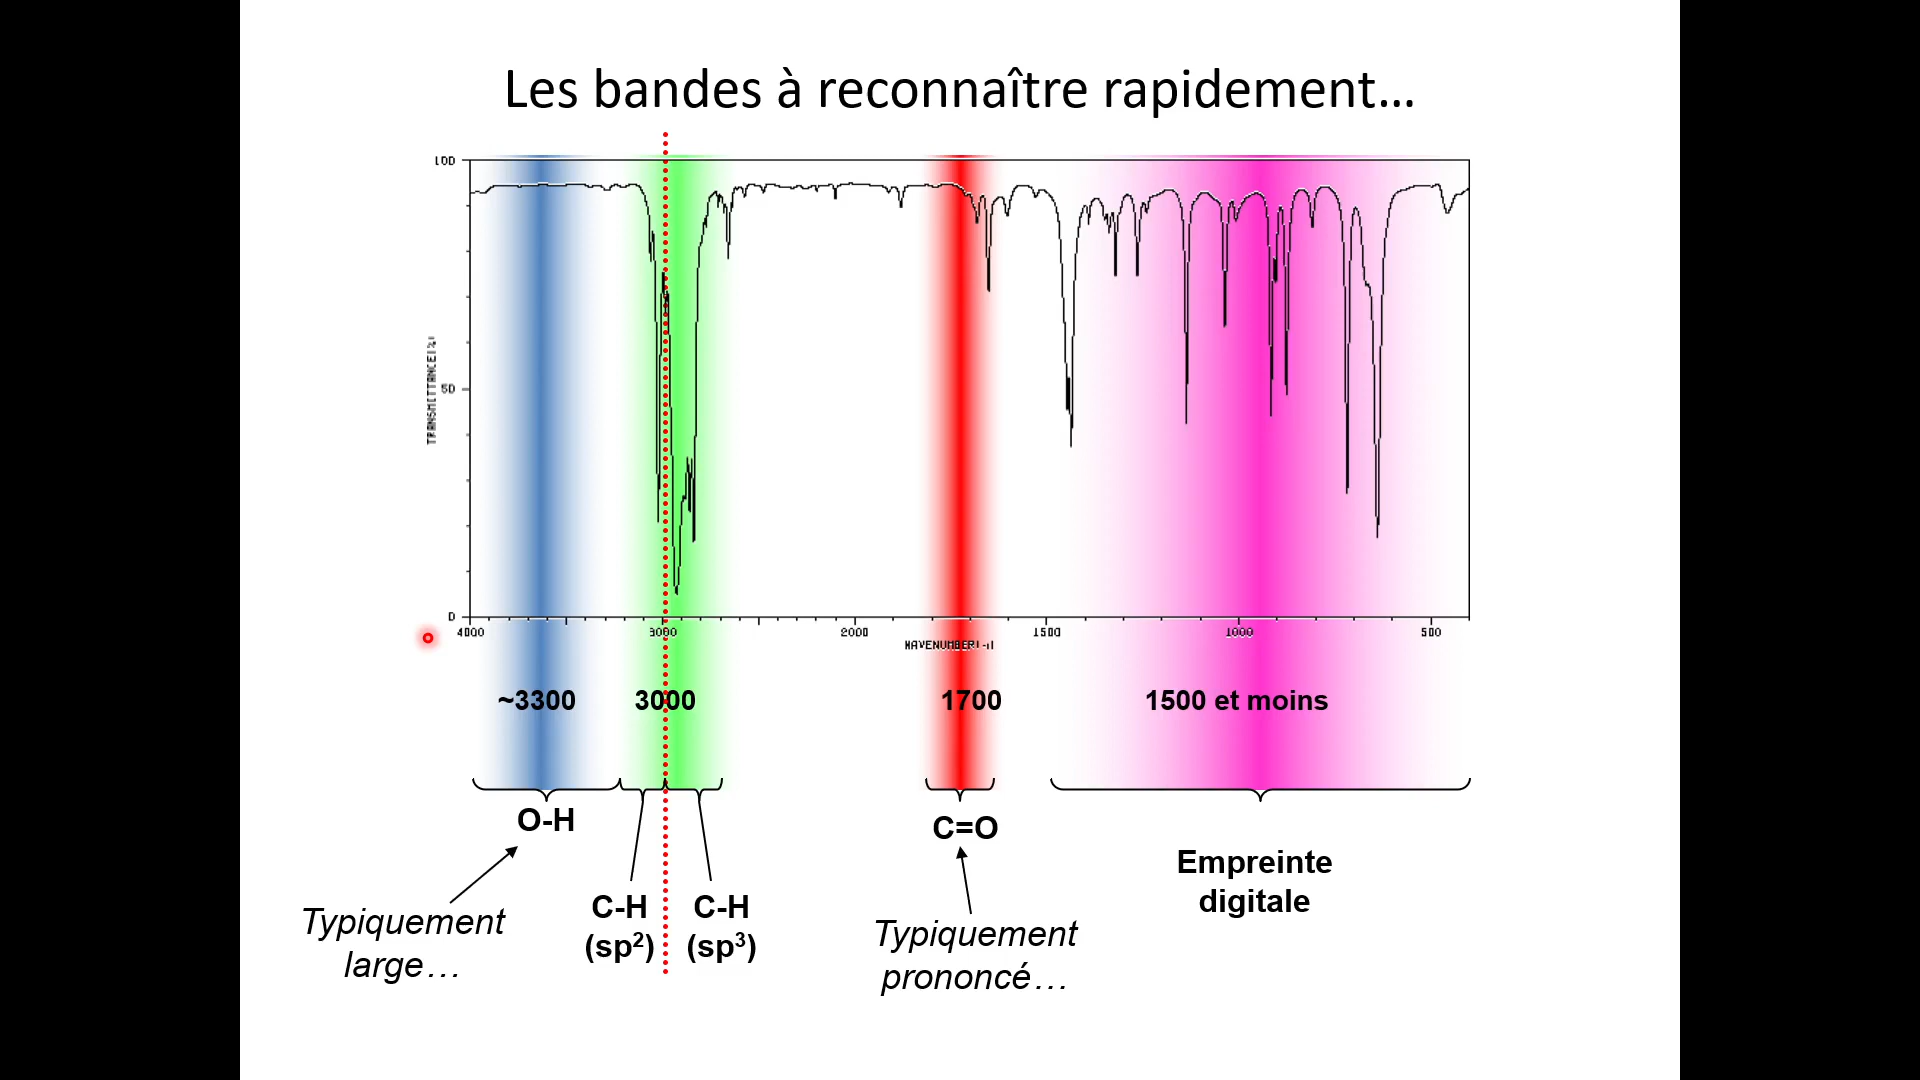 Les bandes à reconnaître rapidement...
100
TRANSMITTANCE[%]
50
0
4000 3000 2000 1500 1000 500
~3300 3000 1700 1500 et moins
O-H
C=O
Empreinte
digitale
Typiquement
large…
C-H
(sp²)
C-H
(sp³)
Typiquement
prononcé…